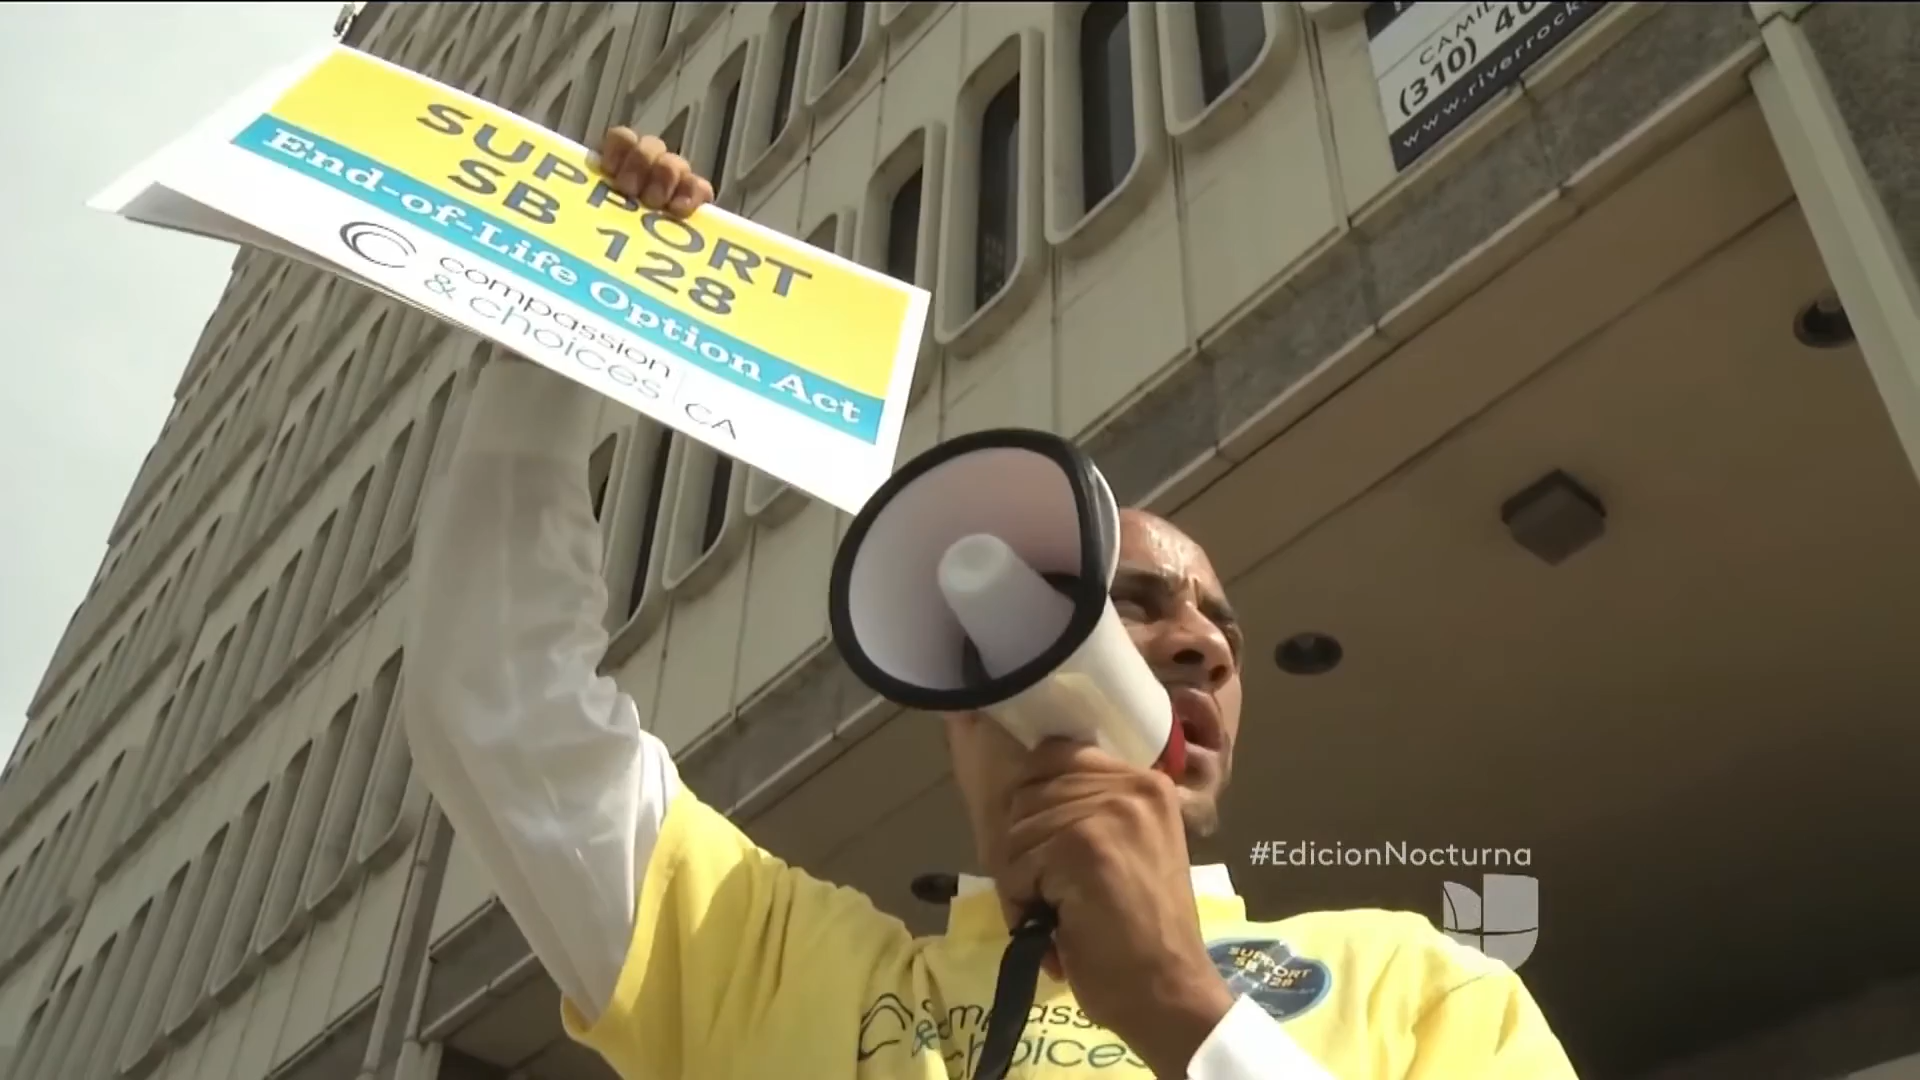 SUPPORT
SB 128
End-of-Life Option Act
compassion
& choices
CA
(310) 40
www.riverrock
#EdicionNocturna
SUPPORT
SB 128
& choices